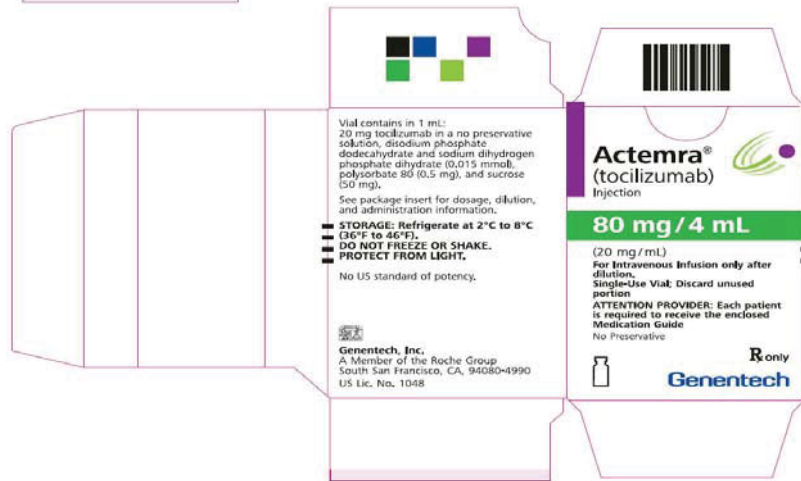 Vial contains in 1 mL:
20 mg tocilizumab in a no preservative
solution, disodium phosphate
dodecahydrate and sodium dihydrogen
phosphate dihydrate (0.015 mmol),
polysorbate 80 (0.5 mg), and sucrose
(50 mg).
See package insert for dosage, dilution,
and administration information.
STORAGE: Refrigerate at 2°C to 8°C
(36°F to 46°F).
DO NOT FREEZE OR SHAKE.
PROTECT FROM LIGHT.
No US standard of potency.
Genentech, Inc.
A Member of the Roche Group
South San Francisco, CA, 94080-4990
US Lic. No. 1048
Actemra®
(tocilizumab)
Injection
80 mg/4 mL
(20 mg/mL)
For Intravenous Infusion only after
dilution.
Single-Use Vial; Discard unused
portion
ATTENTION PROVIDER: Each patient
is required to receive the enclosed
Medication Guide
No Preservative
Rx only
Genentech